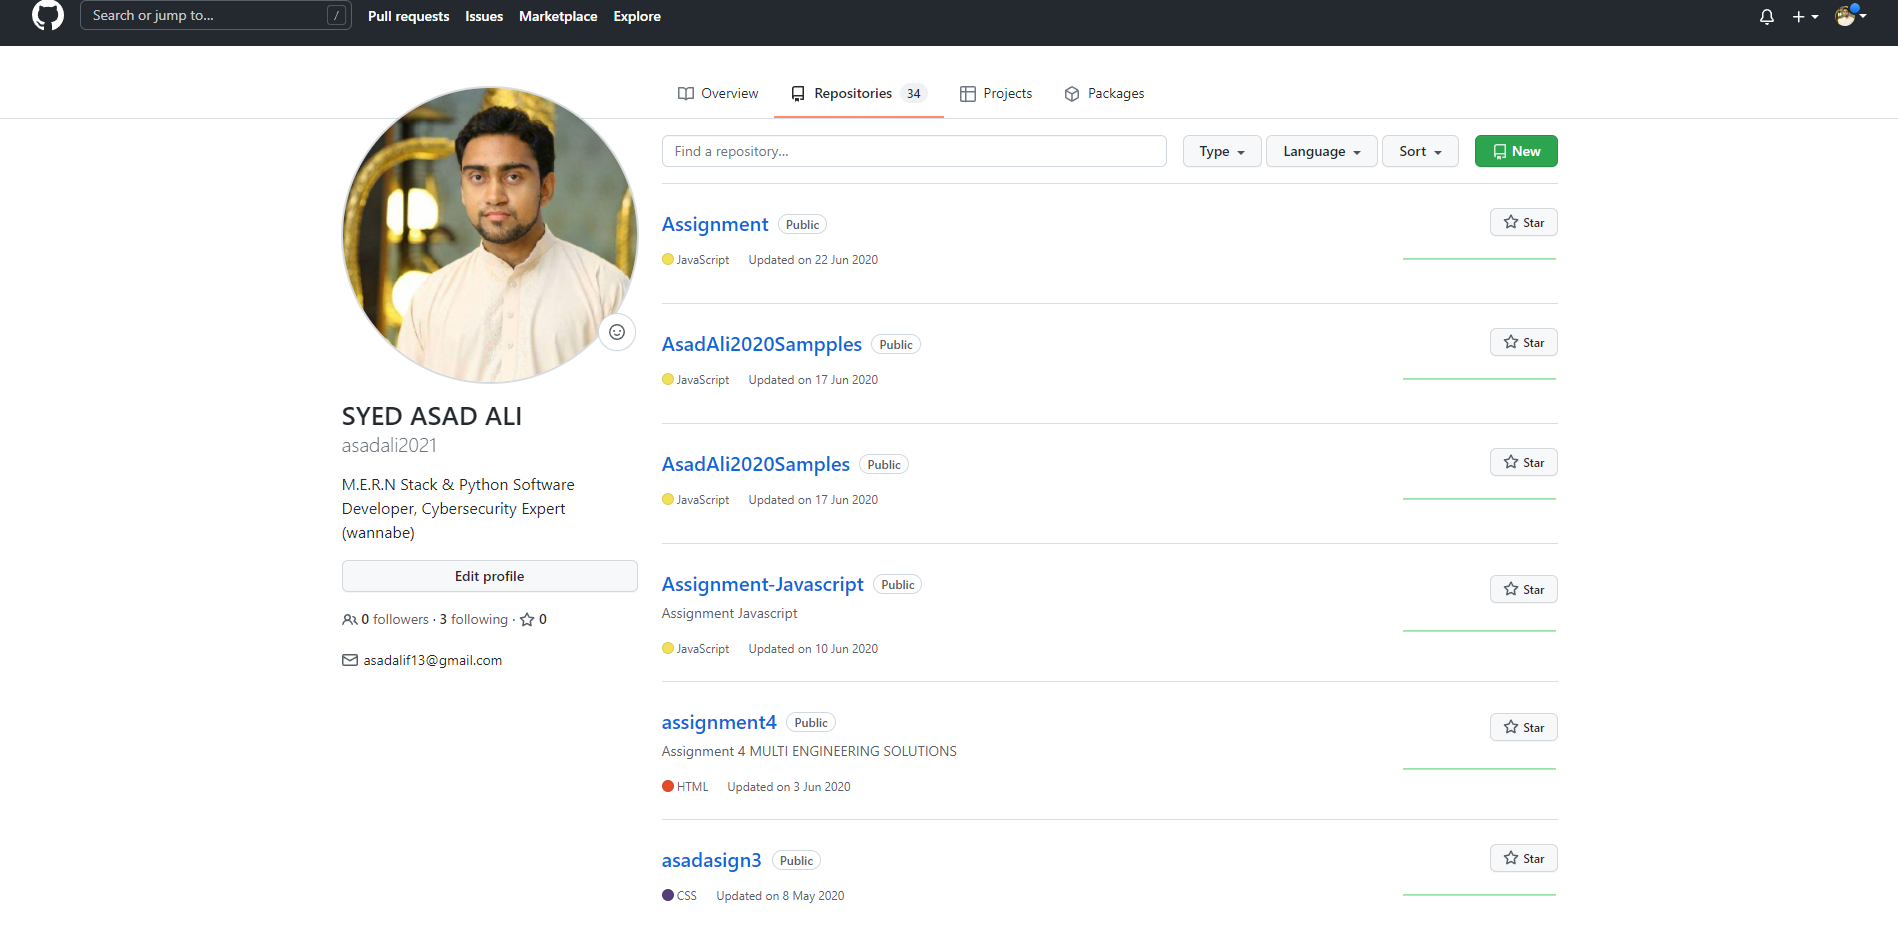 Search or jump to... /
Pull requests Issues Marketplace Explore
Overview Repositories 34 Projects Packages
Find a repository... Type Language Sort New
SYED ASAD ALI
asadali2021
M.E.R.N Stack & Python Software
Developer, Cybersecurity Expert
(wannabe)
Edit profile
0 followers · 3 following · 0
asadalif13@gmail.com
Assignment Public Star
JavaScript Updated on 22 Jun 2020
AsadAli2020Sampples Public Star
JavaScript Updated on 17 Jun 2020
AsadAli2020Samples Public Star
JavaScript Updated on 17 Jun 2020
Assignment-Javascript Public Star
Assignment Javascript
JavaScript Updated on 10 Jun 2020
assignment4 Public Star
Assignment 4 MULTI ENGINEERING SOLUTIONS
HTML Updated on 3 Jun 2020
asadasign3 Public Star
CSS Updated on 8 May 2020